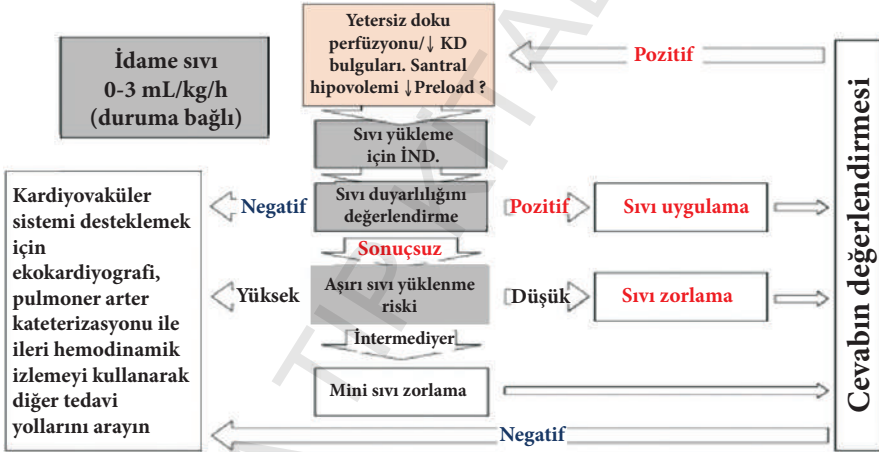 Yetersiz doku
perfüzyonu/↓ KD
bulguları. Santral
hipovolemi ↓Preload ?
Pozitif
İdame sıvı
0-3 mL/kg/h
(duruma bağlı)
Sıvı yükleme
için İND.
Kardiyovaküler
sistemi desteklemek
için
ekokardiyografi,
pulmoner arter
kateterizasyonu ile
ileri hemodinamik
izlemeyi kullanarak
diğer tedavi
yollarını arayın
Negatif
Sıvı duyarlılığını
değerlendirme
Pozitif
Sıvı uygulama
Sonuçsuz
Yüksek
Aşırı sıvı yüklenme
riski
Düşük
Sıvı zorlama
İntermediyer
Mini sıvı zorlama
Negatif
Cevabın değerlendirmesi